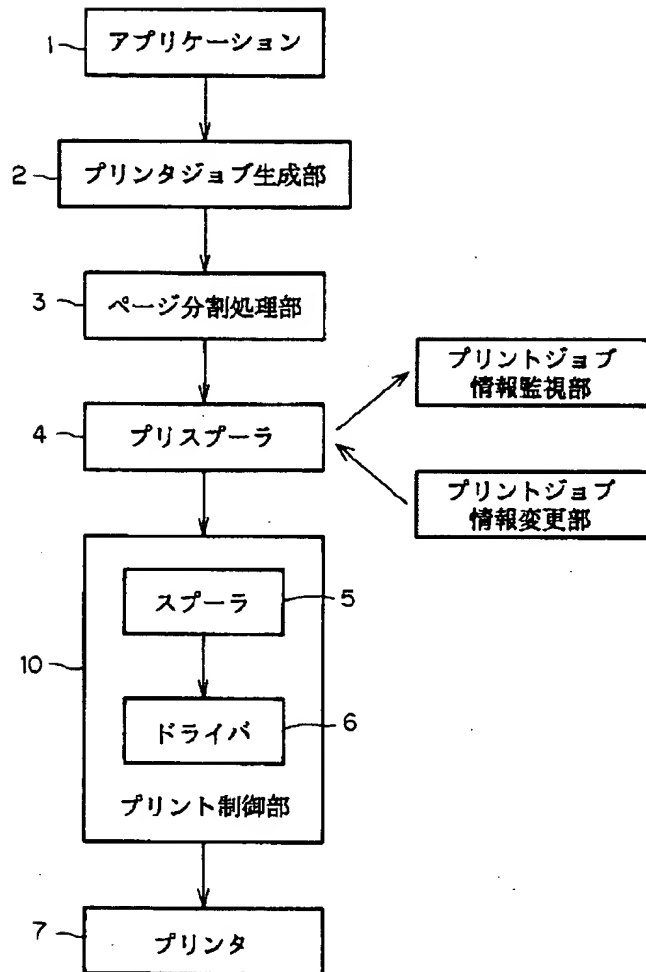 1
アプリケーション
2
プリンタジョブ生成部
3
ページ分割処理部
プリントジョブ
情報監視部
4
プリスプーラ
プリントジョブ
情報変更部
スプーラ
5
10
ドライバ
6
プリント制御部
7
プリンタ